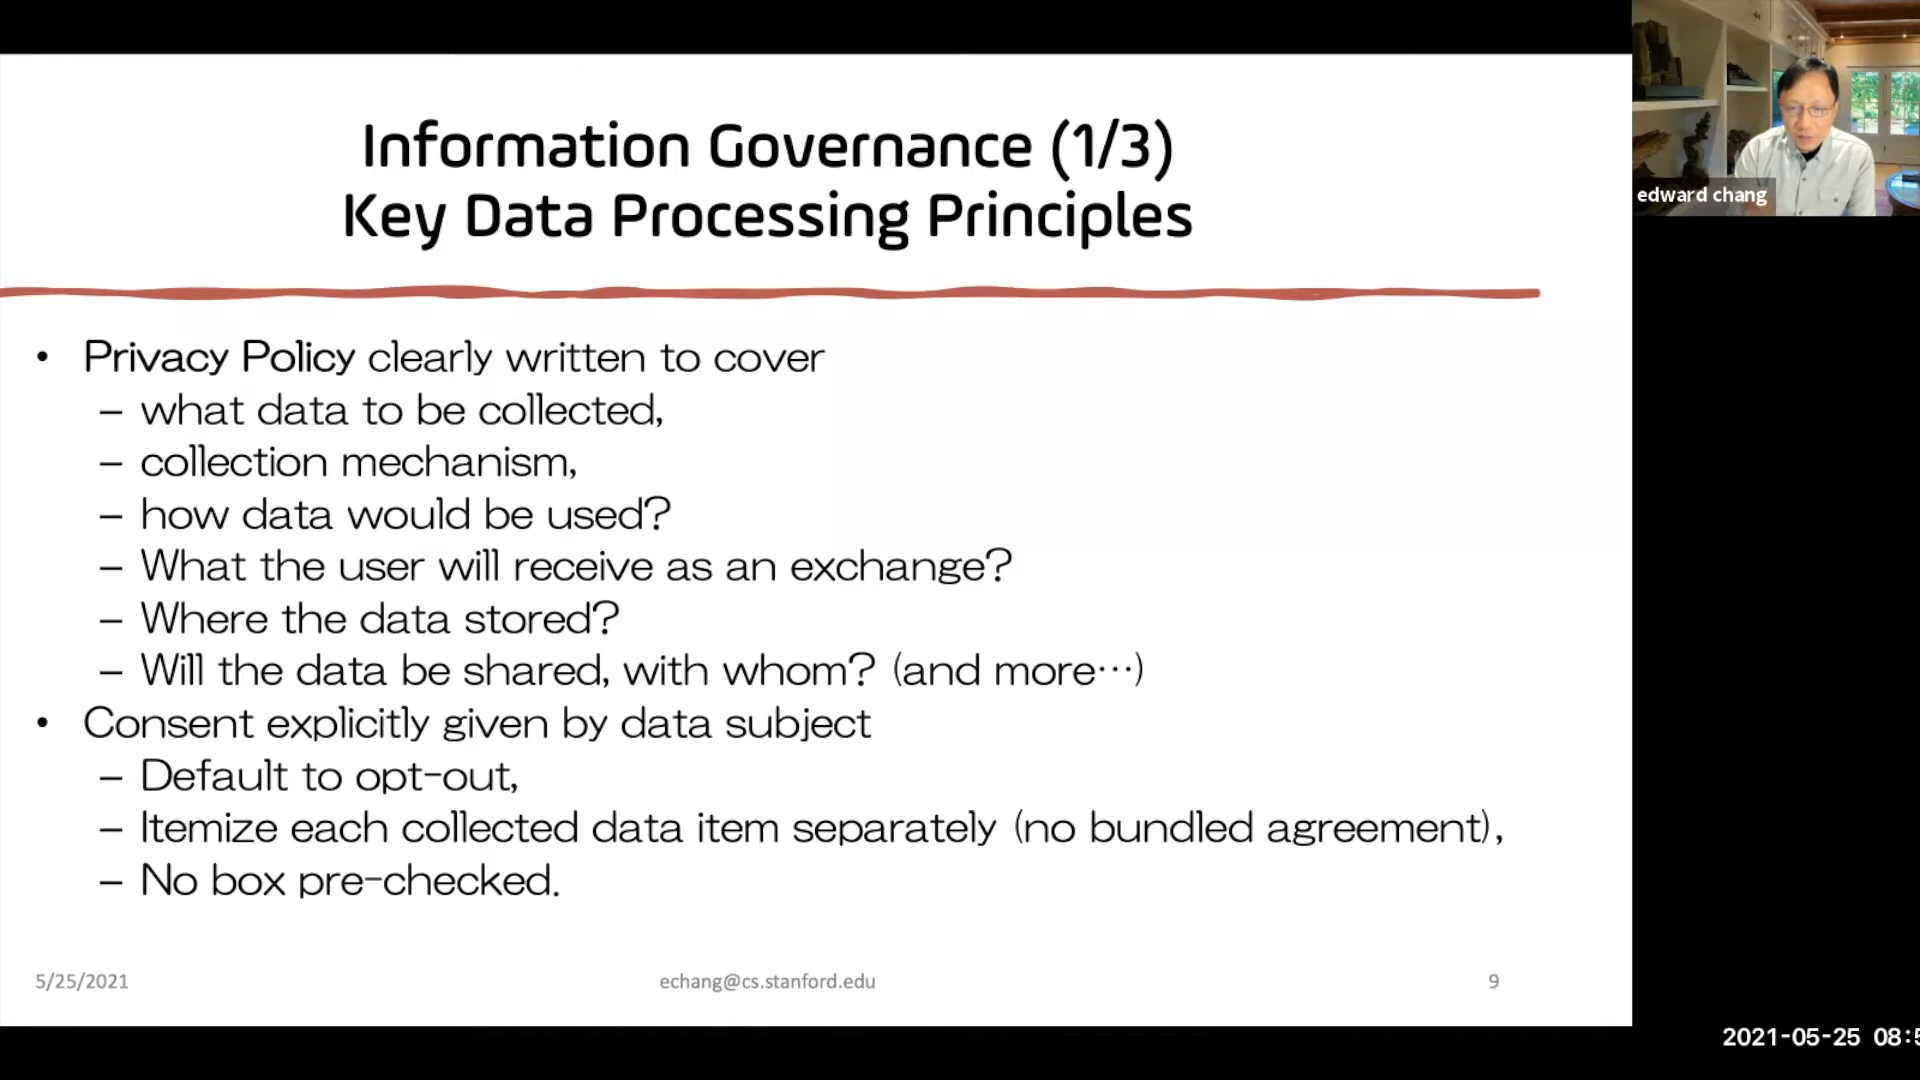 Information Governance (1/3)
Key Data Processing Principles
• Privacy Policy clearly written to cover
– what data to be collected,
– collection mechanism,
– how data would be used?
– What the user will receive as an exchange?
– Where the data stored?
– Will the data be shared, with whom? (and more⋯)
• Consent explicitly given by data subject
– Default to opt-out,
– Itemize each collected data item separately (no bundled agreement),
– No box pre-checked.
5/25/2021
echang@cs.stanford.edu
9
edward chang
2021-05-25 08:5